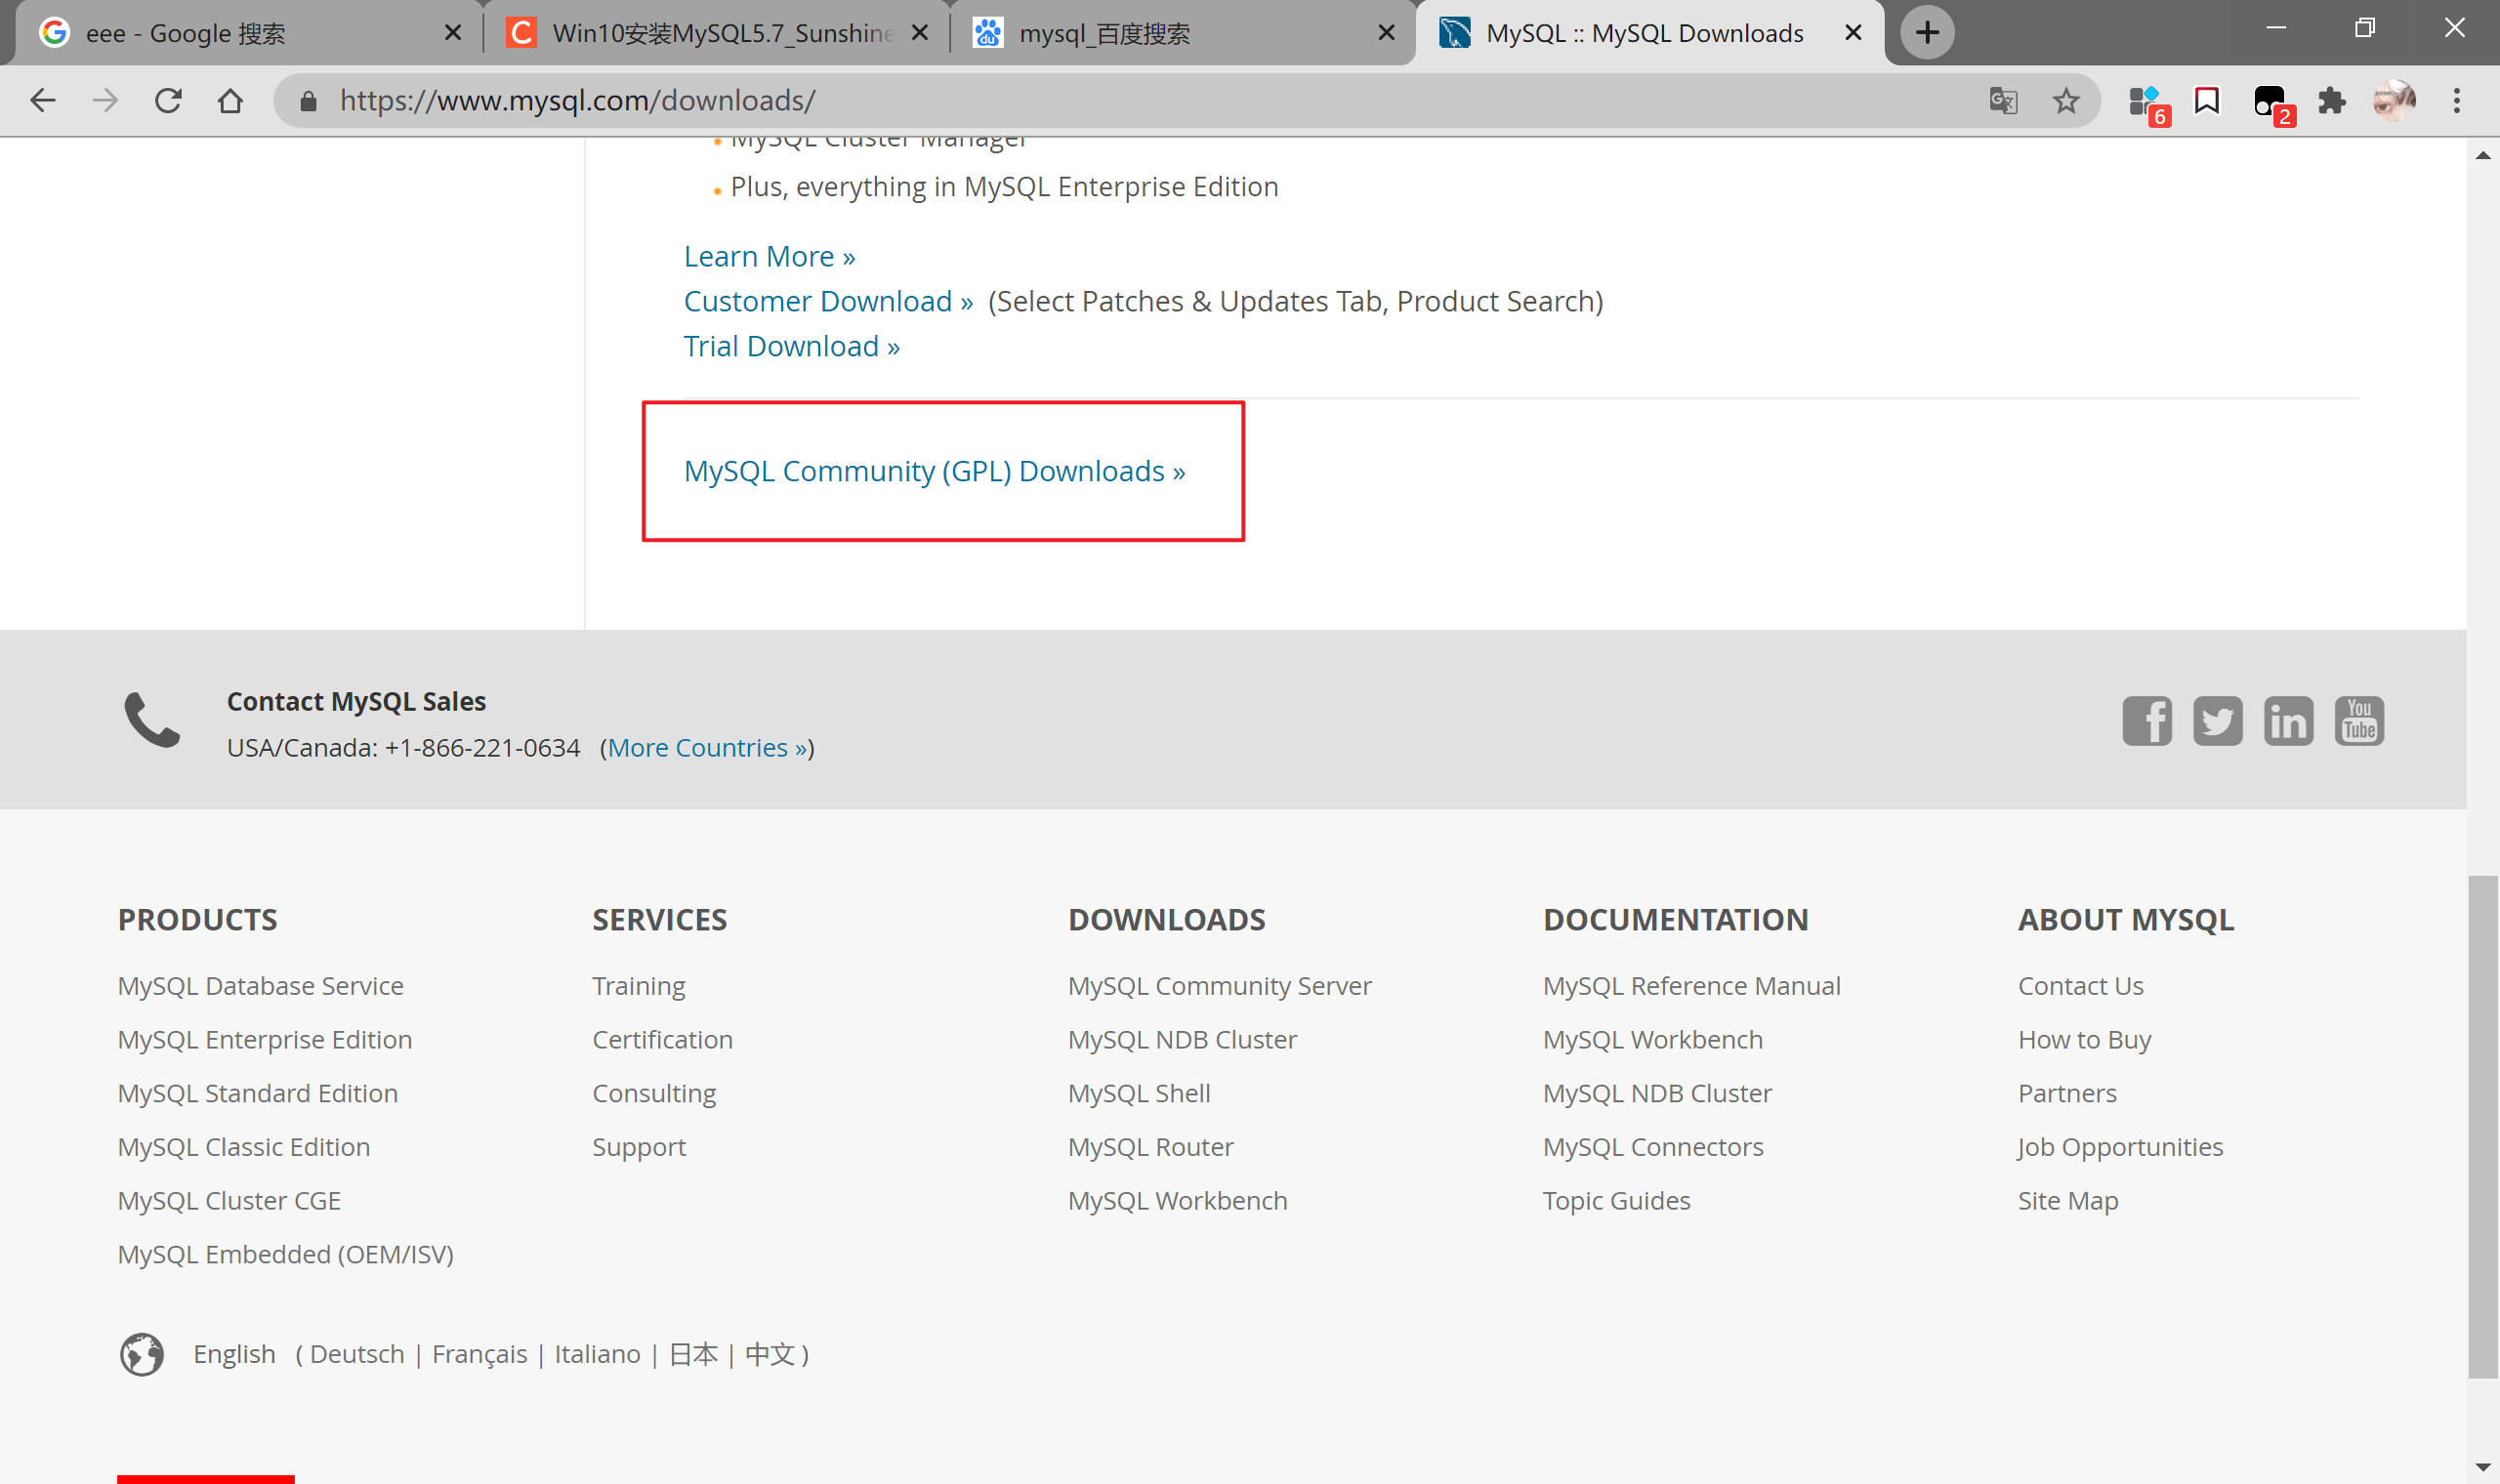 eee - Google 搜索
Win10安装MySQL5.7_Sunshine
mysql_百度搜索
MySQL :: MySQL Downloads
https://www.mysql.com/downloads/
6
2
MySQL Cluster Manager
Plus, everything in MySQL Enterprise Edition
Learn More »
Customer Download » (Select Patches & Updates Tab, Product Search)
Trial Download »
MySQL Community (GPL) Downloads »
Contact MySQL Sales
USA/Canada: +1-866-221-0634 (More Countries »)
You Tube
PRODUCTS
MySQL Database Service
MySQL Enterprise Edition
MySQL Standard Edition
MySQL Classic Edition
MySQL Cluster CGE
MySQL Embedded (OEM/ISV)
SERVICES
Training
Certification
Consulting
Support
DOWNLOADS
MySQL Community Server
MySQL NDB Cluster
MySQL Shell
MySQL Router
MySQL Workbench
DOCUMENTATION
MySQL Reference Manual
MySQL Workbench
MySQL NDB Cluster
MySQL Connectors
Topic Guides
ABOUT MYSQL
Contact Us
How to Buy
Partners
Job Opportunities
Site Map
English ( Deutsch | Français | Italiano | 日本 | 中文 )